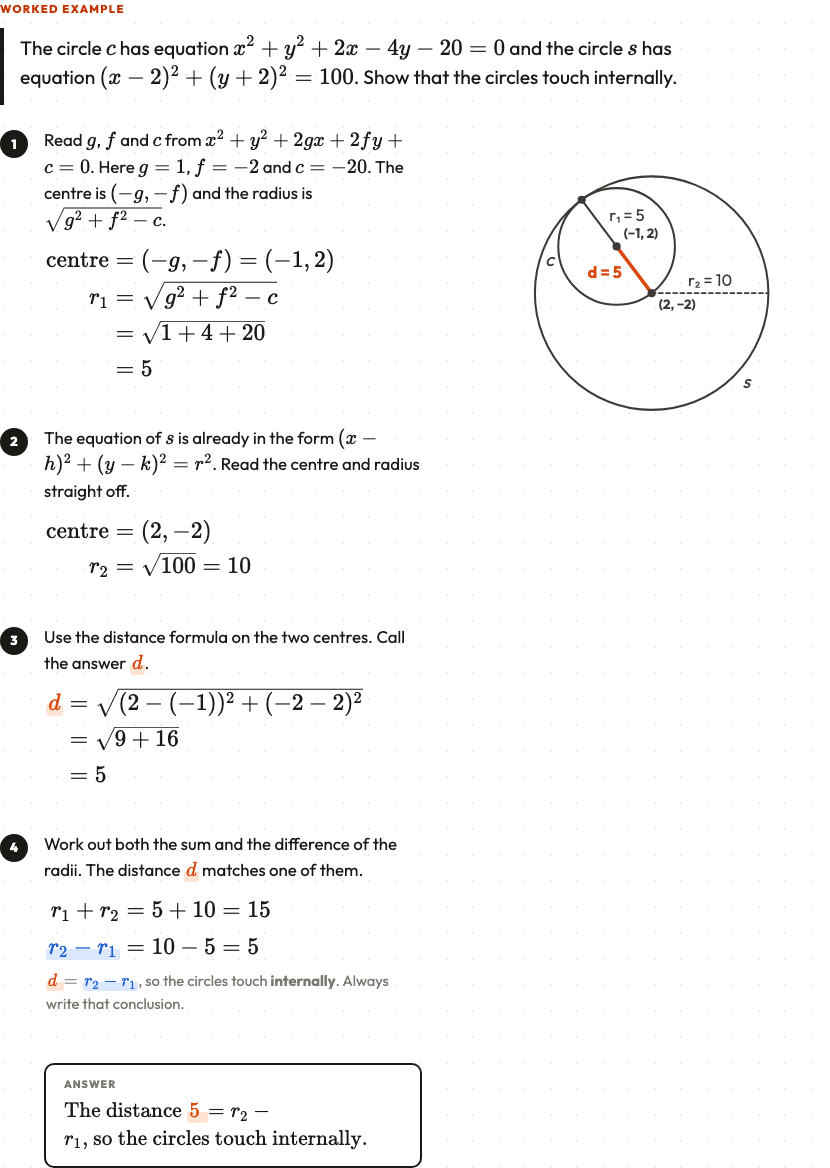 WORKED EXAMPLE
The circle c has equation x² + y² + 2x − 4y − 20 = 0 and the circle s has
equation (x − 2)² + (y + 2)² = 100. Show that the circles touch internally.
1
Read g, f and c from x² + y² + 2gx + 2fy +
c = 0. Here g = 1, f = −2 and c = −20. The
centre is (−g, −f) and the radius is
√(g² + f² − c).
centre = (−g, −f) = (−1, 2)
r₁ = √(g² + f² − c)
= √(1 + 4 + 20)
= 5
r₁ = 5
(-1, 2)
c
d = 5
r₂ = 10
(2, -2)
s
2
The equation of s is already in the form (x −
h)² + (y − k)² = r². Read the centre and radius
straight off.
centre = (2, −2)
r₂ = √100 = 10
3
Use the distance formula on the two centres. Call
the answer d.
d = √((2 − (−1))² + (−2 − 2)²)
= √(9 + 16)
= 5
4
Work out both the sum and the difference of the
radii. The distance d matches one of them.
r₁ + r₂ = 5 + 10 = 15
r₂ − r₁ = 10 − 5 = 5
d = r₂ − r₁, so the circles touch internally. Always
write that conclusion.
ANSWER
The distance 5 = r₂ −
r₁, so the circles touch internally.